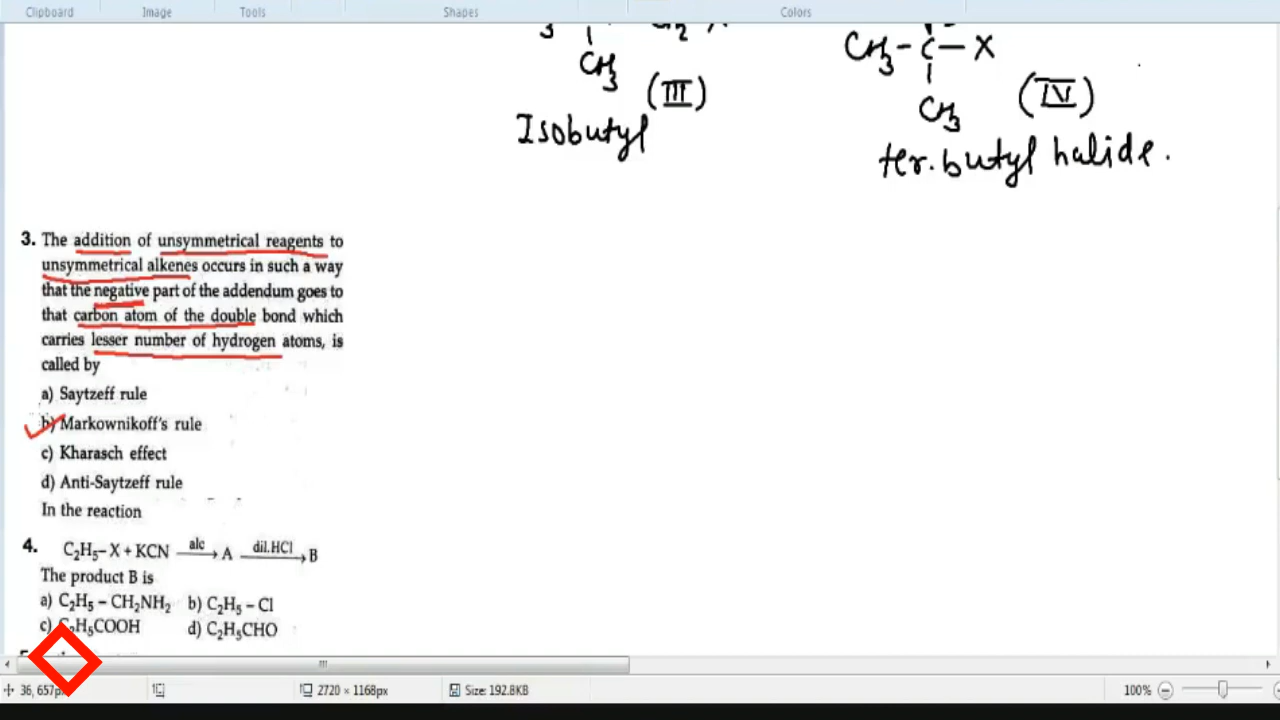 Clipboard Image Tools Shapes Colors
3 | CH2 X
CH3
(III)
Isobutyl
CH3 - C - X
|
CH3
(IV)
ter. butyl halide.
3. The addition of unsymmetrical reagents to
unsymmetrical alkenes occurs in such a way
that the negative part of the addendum goes to
that carbon atom of the double bond which
carries lesser number of hydrogen atoms, is
called by
a) Saytzeff rule
b) Markownikoff's rule
c) Kharasch effect
d) Anti-Saytzeff rule
In the reaction
4. C2H5–X + KCN alc→ A dil.HCl→ B
The product B is
a) C2H5 – CH2NH2 b) C2H5 – Cl
c) C2H5COOH d) C2H5CHO
36, 657px 2720 × 1168px Size: 192.8KB 100%